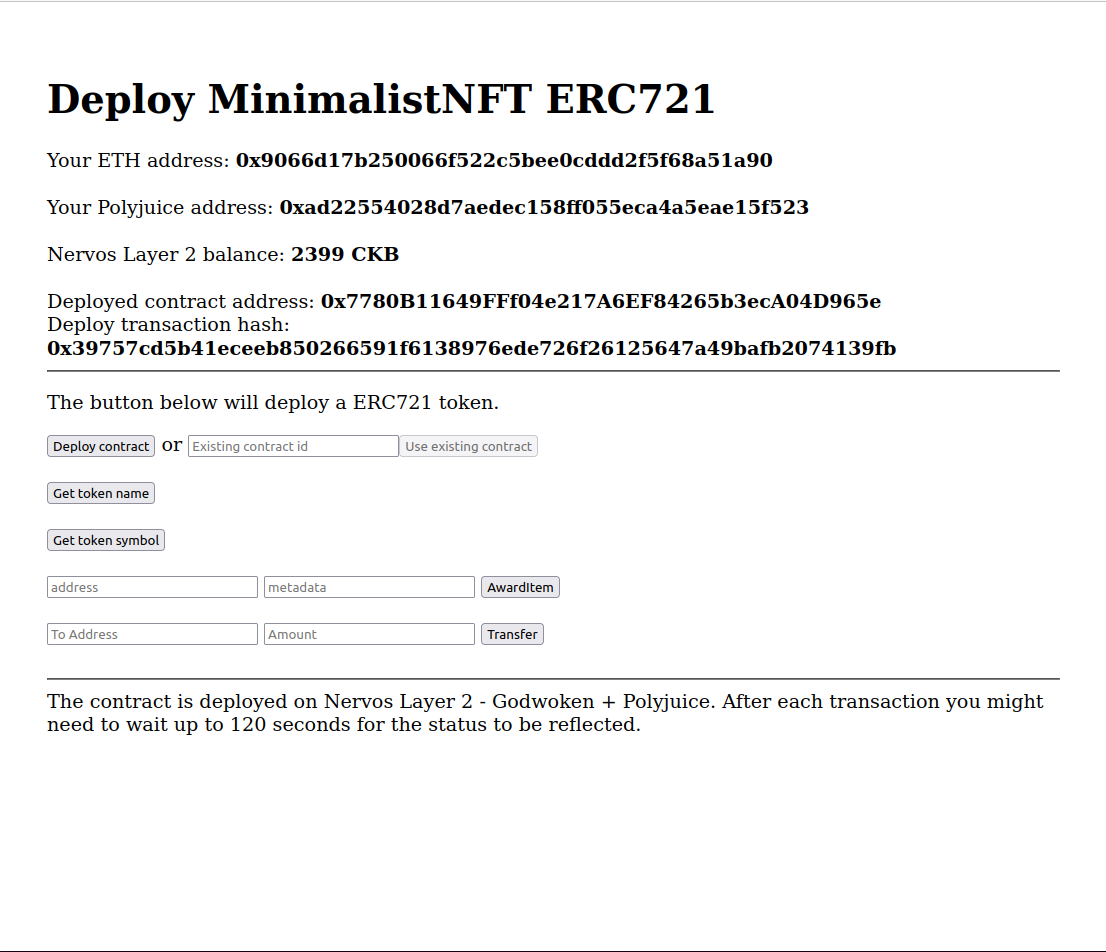 Deploy MinimalistNFT ERC721
Your ETH address: 0x9066d17b250066f522c5bee0cddd2f5f68a51a90
Your Polyjuice address: 0xad22554028d7aedec158ff055eca4a5eae15f523
Nervos Layer 2 balance: 2399 CKB
Deployed contract address: 0x7780B11649FFf04e217A6EF84265b3ecA04D965e
Deploy transaction hash:
0x39757cd5b41eceeb850266591f6138976ede726f26125647a49bafb2074139fb
The button below will deploy a ERC721 token.
Deploy contract or Existing contract id Use existing contract
Get token name
Get token symbol
address metadata AwardItem
To Address Amount Transfer
The contract is deployed on Nervos Layer 2 - Godwoken + Polyjuice. After each transaction you might
need to wait up to 120 seconds for the status to be reflected.